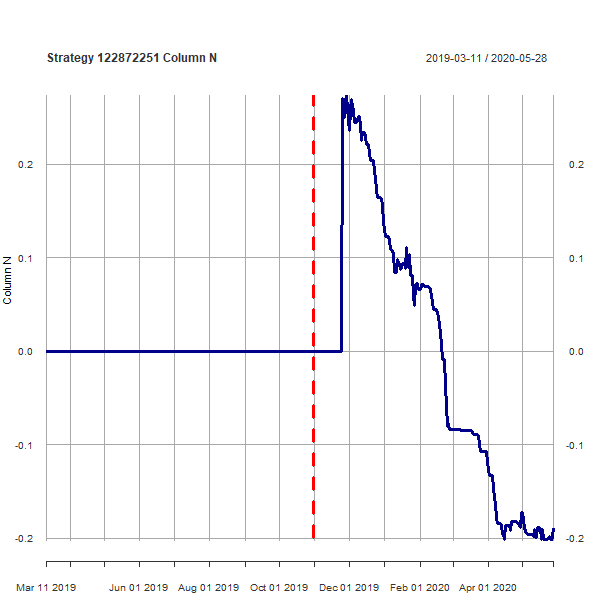 Strategy 122872251 Column N
2019-03-11 / 2020-05-28
0.2
0.2
0.1
0.1
0.0
0.0
-0.1
-0.1
-0.2
-0.2
Column N
Mar 11 2019
Jun 01 2019
Aug 01 2019
Oct 01 2019
Dec 01 2019
Feb 01 2020
Apr 01 2020